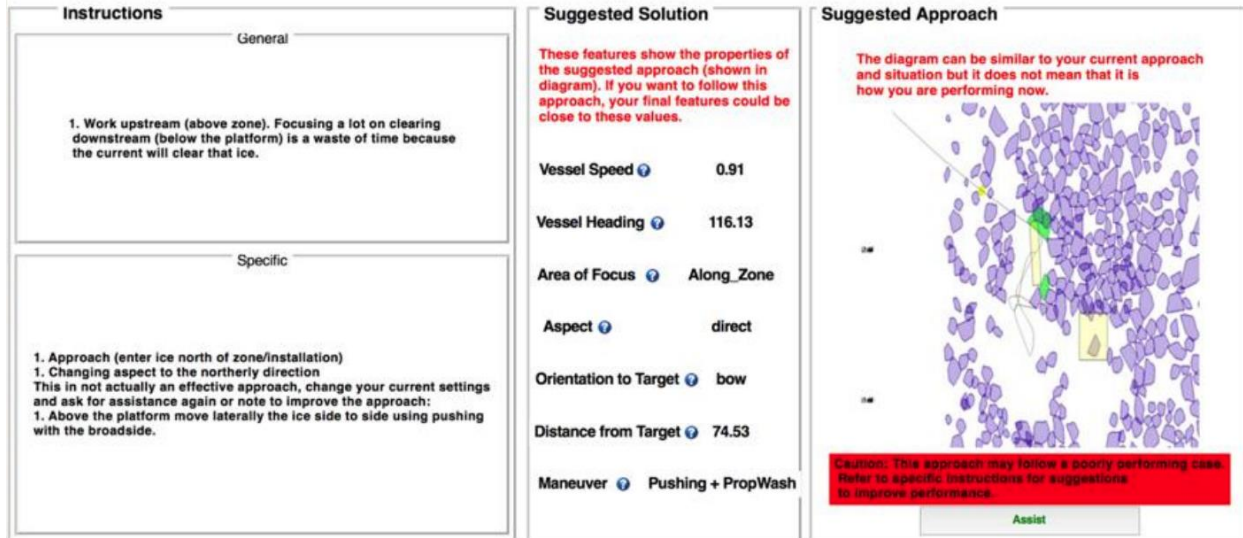 Instructions
General
1. Work upstream (above zone). Focusing a lot on clearing
downstream (below the platform) is a waste of time because
the current will clear that ice.
Specific
1. Approach (enter ice north of zone/installation)
1. Changing aspect to the northerly direction
This in not actually an effective approach, change your current settings
and ask for assistance again or note to improve the approach:
1. Above the platform move laterally the ice side to side using pushing
with the broadside.
Suggested Solution
These features show the properties of
the suggested approach (shown in
diagram). If you want to follow this
approach, your final features could be
close to these values.
Vessel Speed ? 0.91
Vessel Heading ? 116.13
Area of Focus ? Along_Zone
Aspect ? direct
Orientation to Target ? bow
Distance from Target ? 74.53
Maneuver ? Pushing + PropWash
Suggested Approach
The diagram can be similar to your current approach
and situation but it does not mean that it is
how you are performing now.
Caution: This approach may follow a poorly performing case.
Refer to specific Instructions for suggestions
to improve performance.
Assist